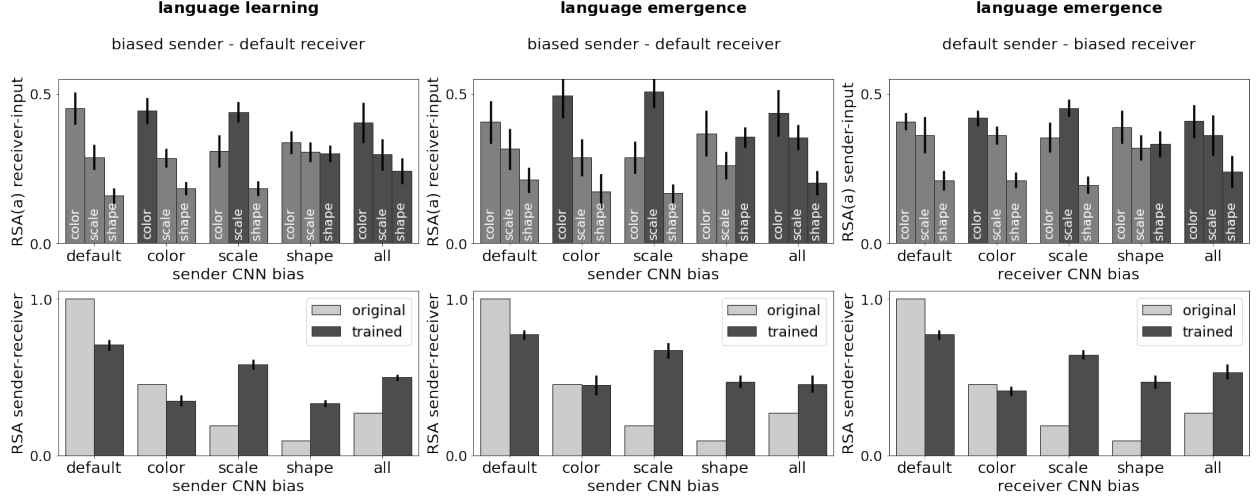 language learning
biased sender - default receiver
RSA(a) receiver-input
0.5
0.0
color
scale
shape
color
scale
shape
color
scale
shape
color
scale
shape
color
scale
shape
default
color
scale
shape
all
sender CNN bias
RSA sender-receiver
1.0
0.0
original
trained
default
color
scale
shape
all
sender CNN bias
language emergence
biased sender - default receiver
RSA(a) receiver-input
0.5
0.0
color
scale
shape
color
scale
shape
color
scale
shape
color
scale
shape
color
scale
shape
default
color
scale
shape
all
sender CNN bias
RSA sender-receiver
1.0
0.0
original
trained
default
color
scale
shape
all
sender CNN bias
language emergence
default sender - biased receiver
RSA(a) sender-input
0.5
0.0
color
scale
shape
color
scale
shape
color
scale
shape
color
scale
shape
color
scale
shape
default
color
scale
shape
all
receiver CNN bias
RSA sender-receiver
1.0
0.0
original
trained
default
color
scale
shape
all
receiver CNN bias